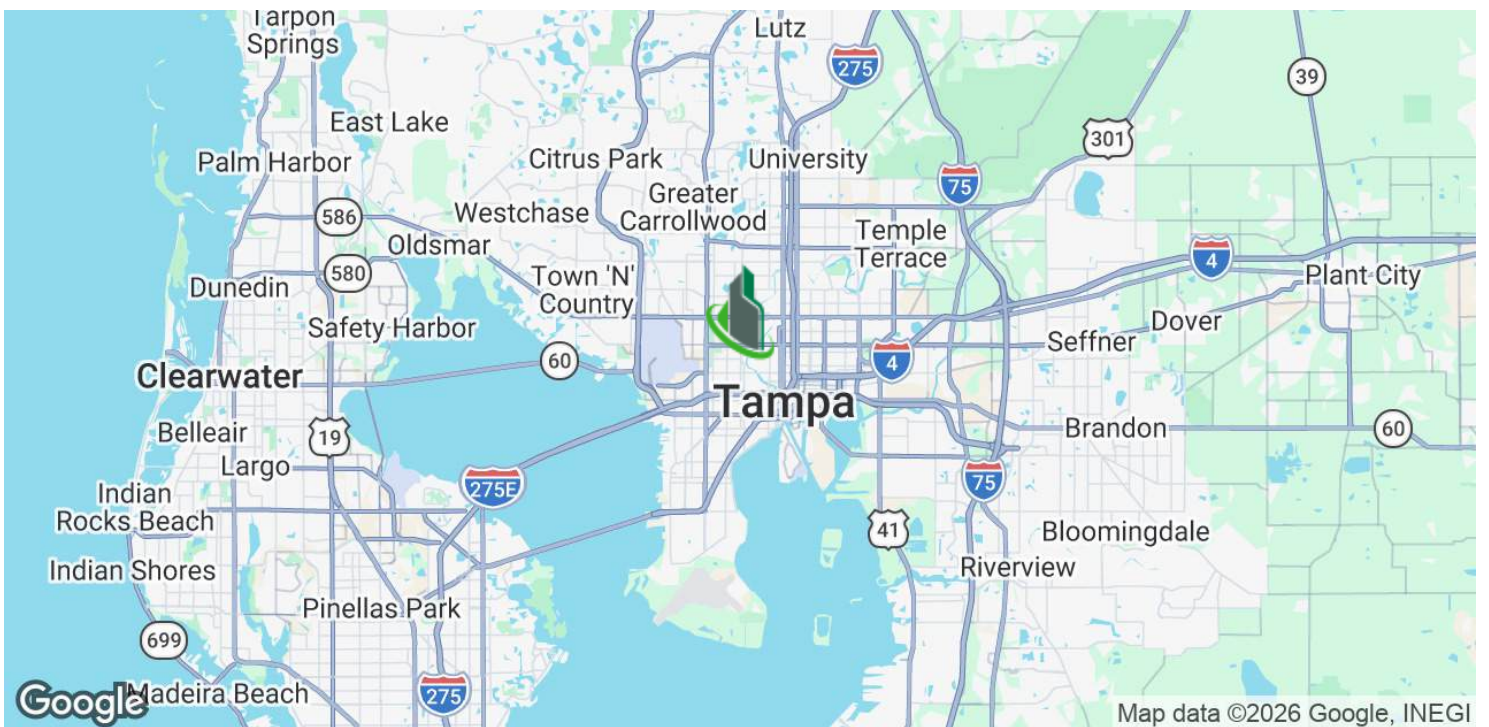 Tarpon
Springs
Lutz
275
39
East Lake
301
Palm Harbor
Citrus Park
University
75
Greater
Carrollwood
586
Westchase
Temple
Terrace
Oldsmar
4
580
Town 'N'
Country
Plant City
Dunedin
Safety Harbor
Dover
Seffner
60
4
Clearwater
Tampa
Belleair
19
Brandon
60
Largo
275E
75
Indian
Rocks Beach
41
Bloomingdale
Indian Shores
Riverview
Pinellas Park
699
275
Madeira Beach
Google
Map data ©2026 Google, INEGI